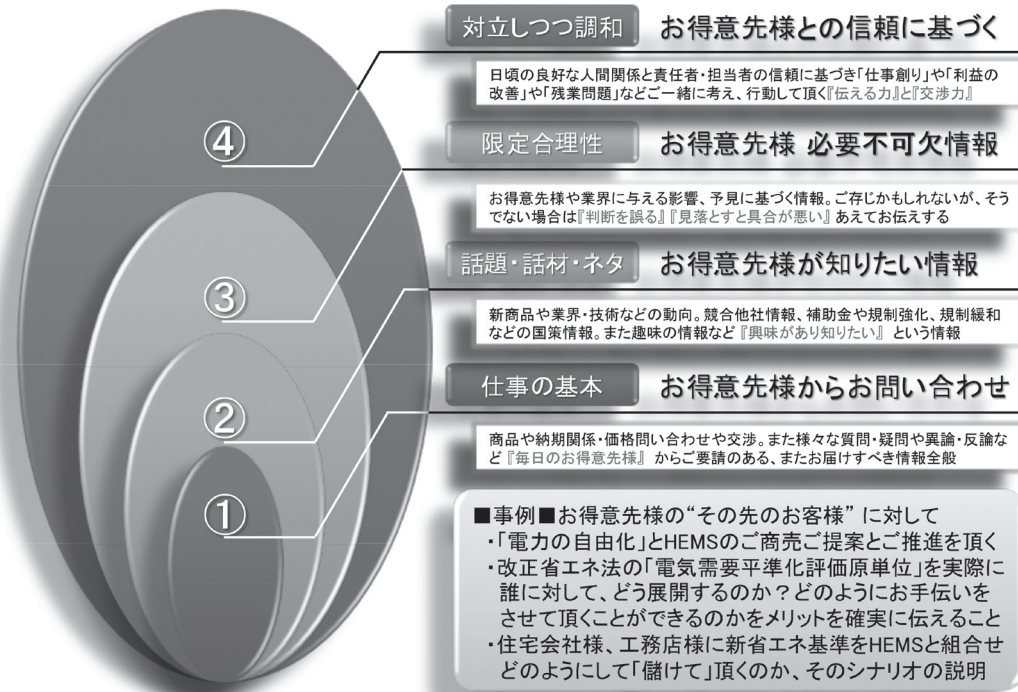 対立しつつ調和 お得意先様との信頼に基づく
日頃の良好な人間関係と責任者・担当者の信頼に基づき「仕事創り」や「利益の
改善」や「残業問題」などご一緒に考え、行動して頂く『伝える力』と『交渉力』
④
限定合理性 お得意先様 必要不可欠情報
お得意先様や業界に与える影響、予見に基づく情報。ご存じかもしれないが、そう
でない場合は『判断を誤る』『見落とすと具合が悪い』あえてお伝えする
③
話題・話材・ネタ お得意先様が知りたい情報
新商品や業界・技術などの動向。競合他社情報、補助金や規制強化、規制緩和
などの国策情報。また趣味の情報など『興味があり知りたい』という情報
②
仕事の基本 お得意先様からお問い合わせ
商品や納期関係・価格問い合わせや交渉。また様々な質問・疑問や異論・反論な
ど『毎日のお得意先様』からご要請のある、またお届けすべき情報全般
①
■事例■お得意先様の“その先のお客様”に対して
・「電力の自由化」とHEMSのご商売ご提案とご推進を頂く
・改正省エネ法の「電気需要平準化評価原単位」を実際に
誰に対して、どう展開するのか？どのようにお手伝いを
させて頂くことができるのかをメリットを確実に伝えること
・住宅会社様、工務店様に新省エネ基準をHEMSと組合せ
どのようにして「儲けて」頂くのか、そのシナリオの説明